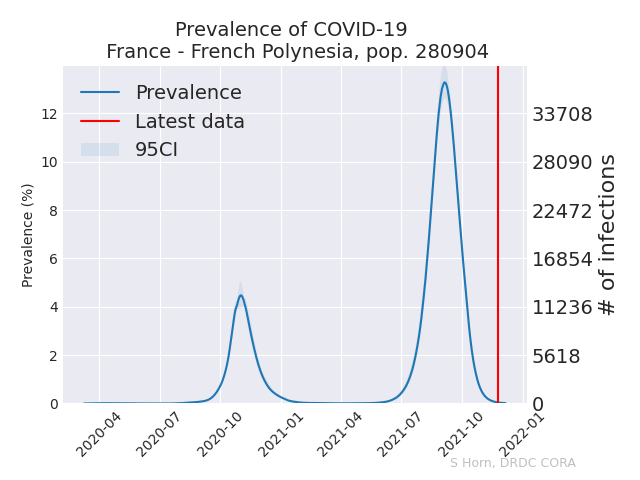 Prevalence of COVID-19
France - French Polynesia, pop. 280904
Prevalence
Latest data
95CI
Prevalence (%)
12
10
8
6
4
2
0
33708
28090
22472
16854
11236
5618
0
# of infections
2020-04
2020-07
2020-10
2021-01
2021-04
2021-07
2021-10
2022-01
S Horn, DRDC CORA